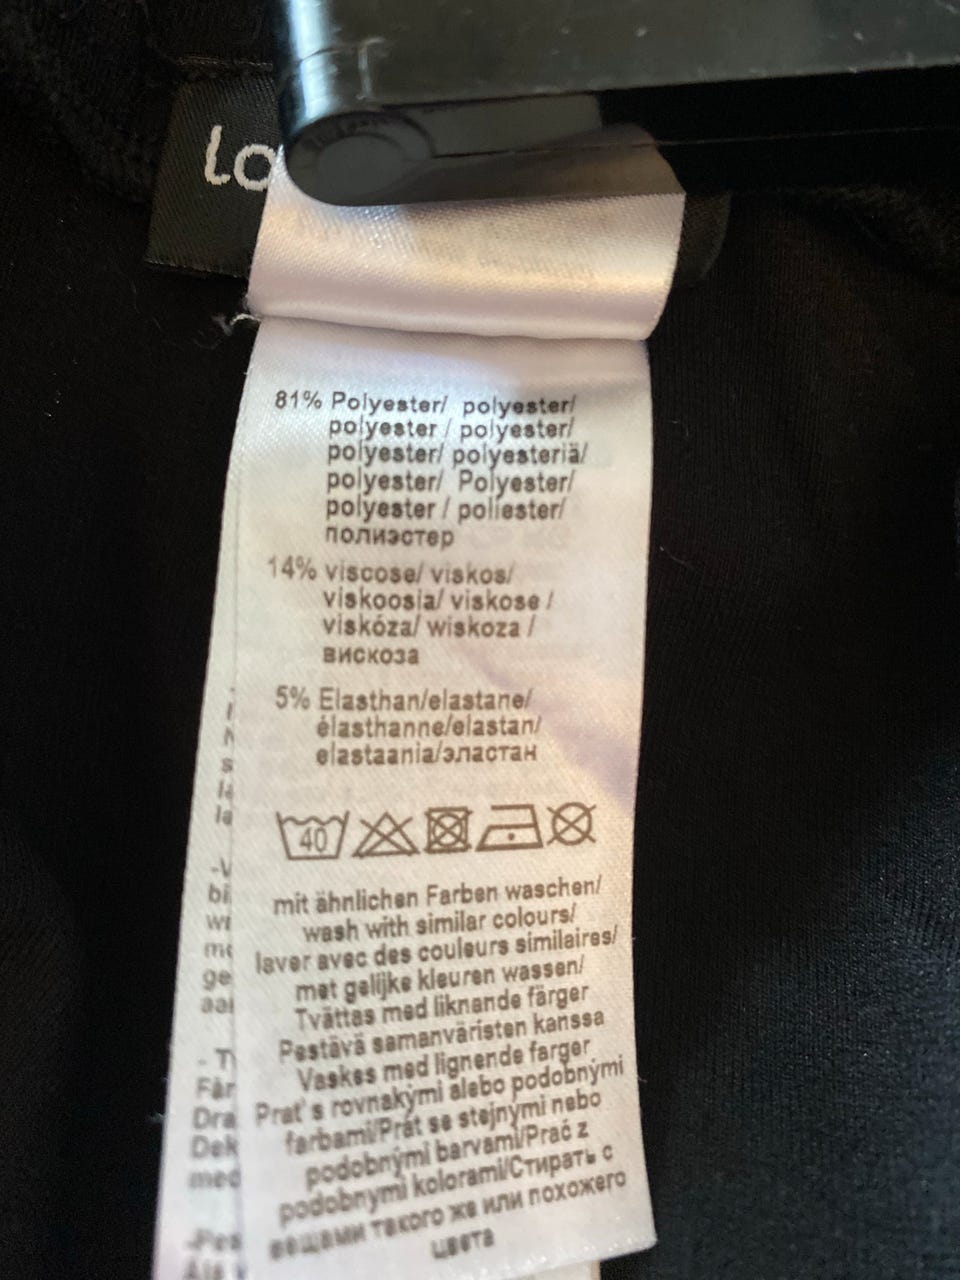 lo
81% Polyester/ polyester/
polyester / polyester/
polyester/ polyesteriä/
polyester/ Polyester/
polyester / poliester/
полиэстер
14% viscose/ viskos/
viskoosia/ viskose /
viskóza/ wiskoza /
вискоза
5% Elasthan/elastane/
élasthanne/elastan/
elastaania/эластан
40
mit ähnlichen Farben waschen/
wash with similar colours/
laver avec des couleurs similaires/
met gelijke kleuren wassen/
Tvättas med liknande färger
Pestävä samanväristen kanssa
Vaskes med lignende farger
Prat' s rovnakými alebo podobnými
farbami/Prát se stejnými nebo
podobnými barvami/Prać z
podobnymi kolorami/Стирать с
вещами такого же или похожего
цвета